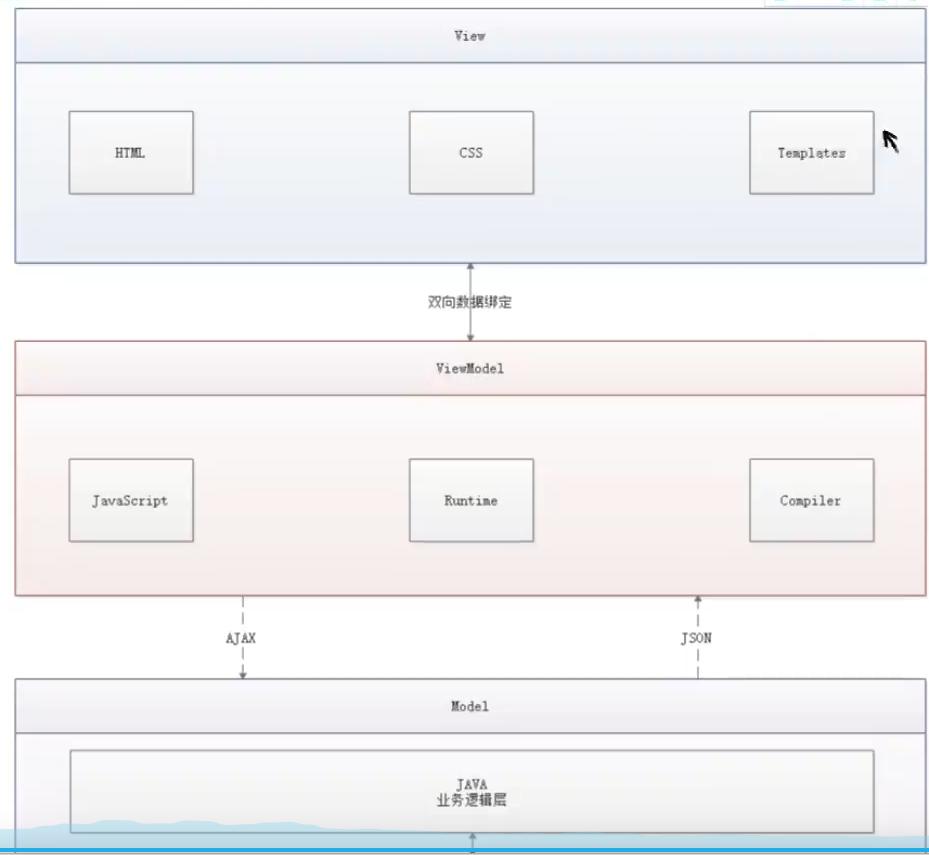 View
HTML
CSS
Templates
双向数据绑定
ViewModel
JavaScript
Runtime
Compiler
AJAX
JSON
Model
JAVA
业务逻辑层